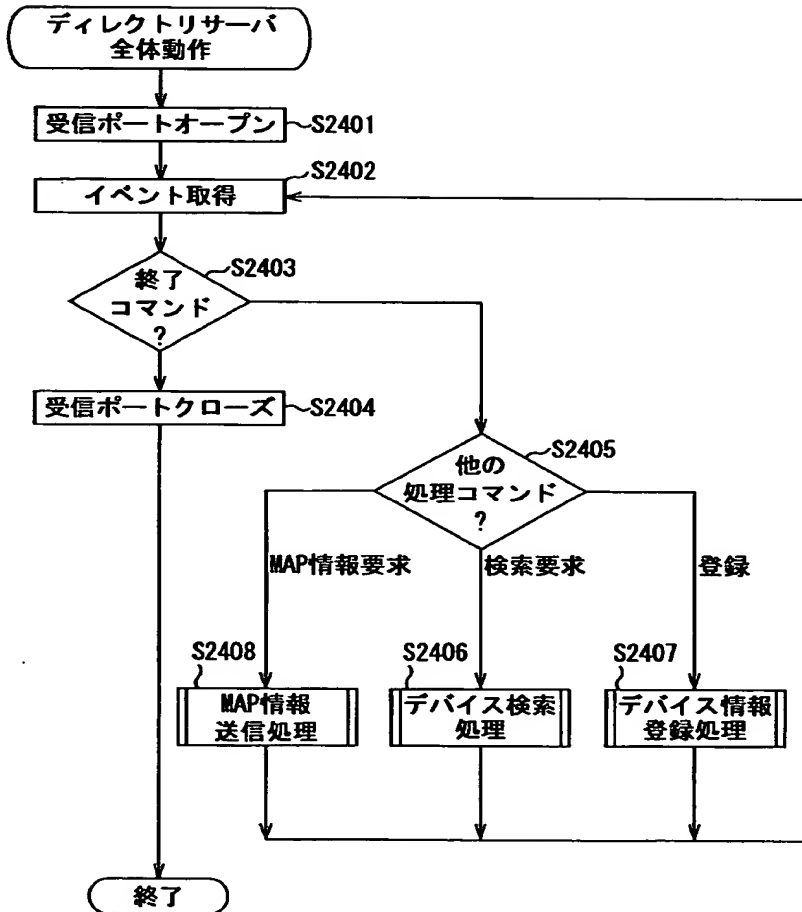 ディレクトリサーバ
全体動作
受信ポートオープン
S2401
S2402
イベント取得
S2403
終了
コマンド
?
受信ポートクローズ
S2404
S2405
他の
処理コマンド
?
MAP情報要求
検索要求
登録
S2408
S2406
S2407
MAP情報
送信処理
デバイス検索
処理
デバイス情報
登録処理
終了